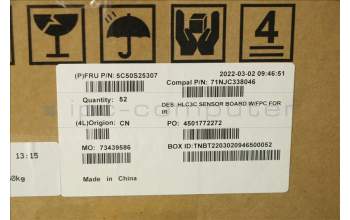 4
(P)FRU P/N: 5C50S25307
2022-03-02 09:46:51
Compal P/N: 71NJC338046
Quantity: 52
DES: HLC3C SENSOR BOARD W/FPC FOR
IR
(4L)Origion: CN
PO: 4501772272
MO: 73439586
BOX ID:TNBT2203020946500052
13:15
Made in China
kg